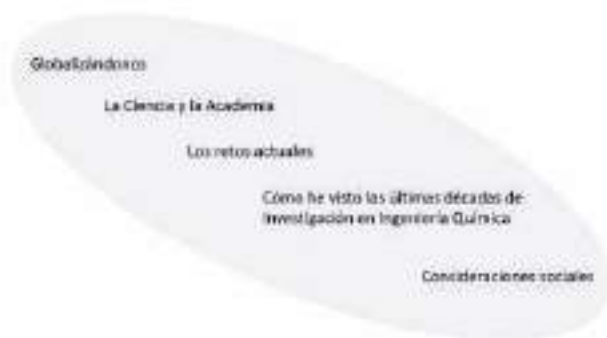 Globalizándonos
La Ciencia y la Academia
Los retos actuales
Cómo he visto las últimas décadas de
Investigación en Ingeniería Química
Consideraciones sociales